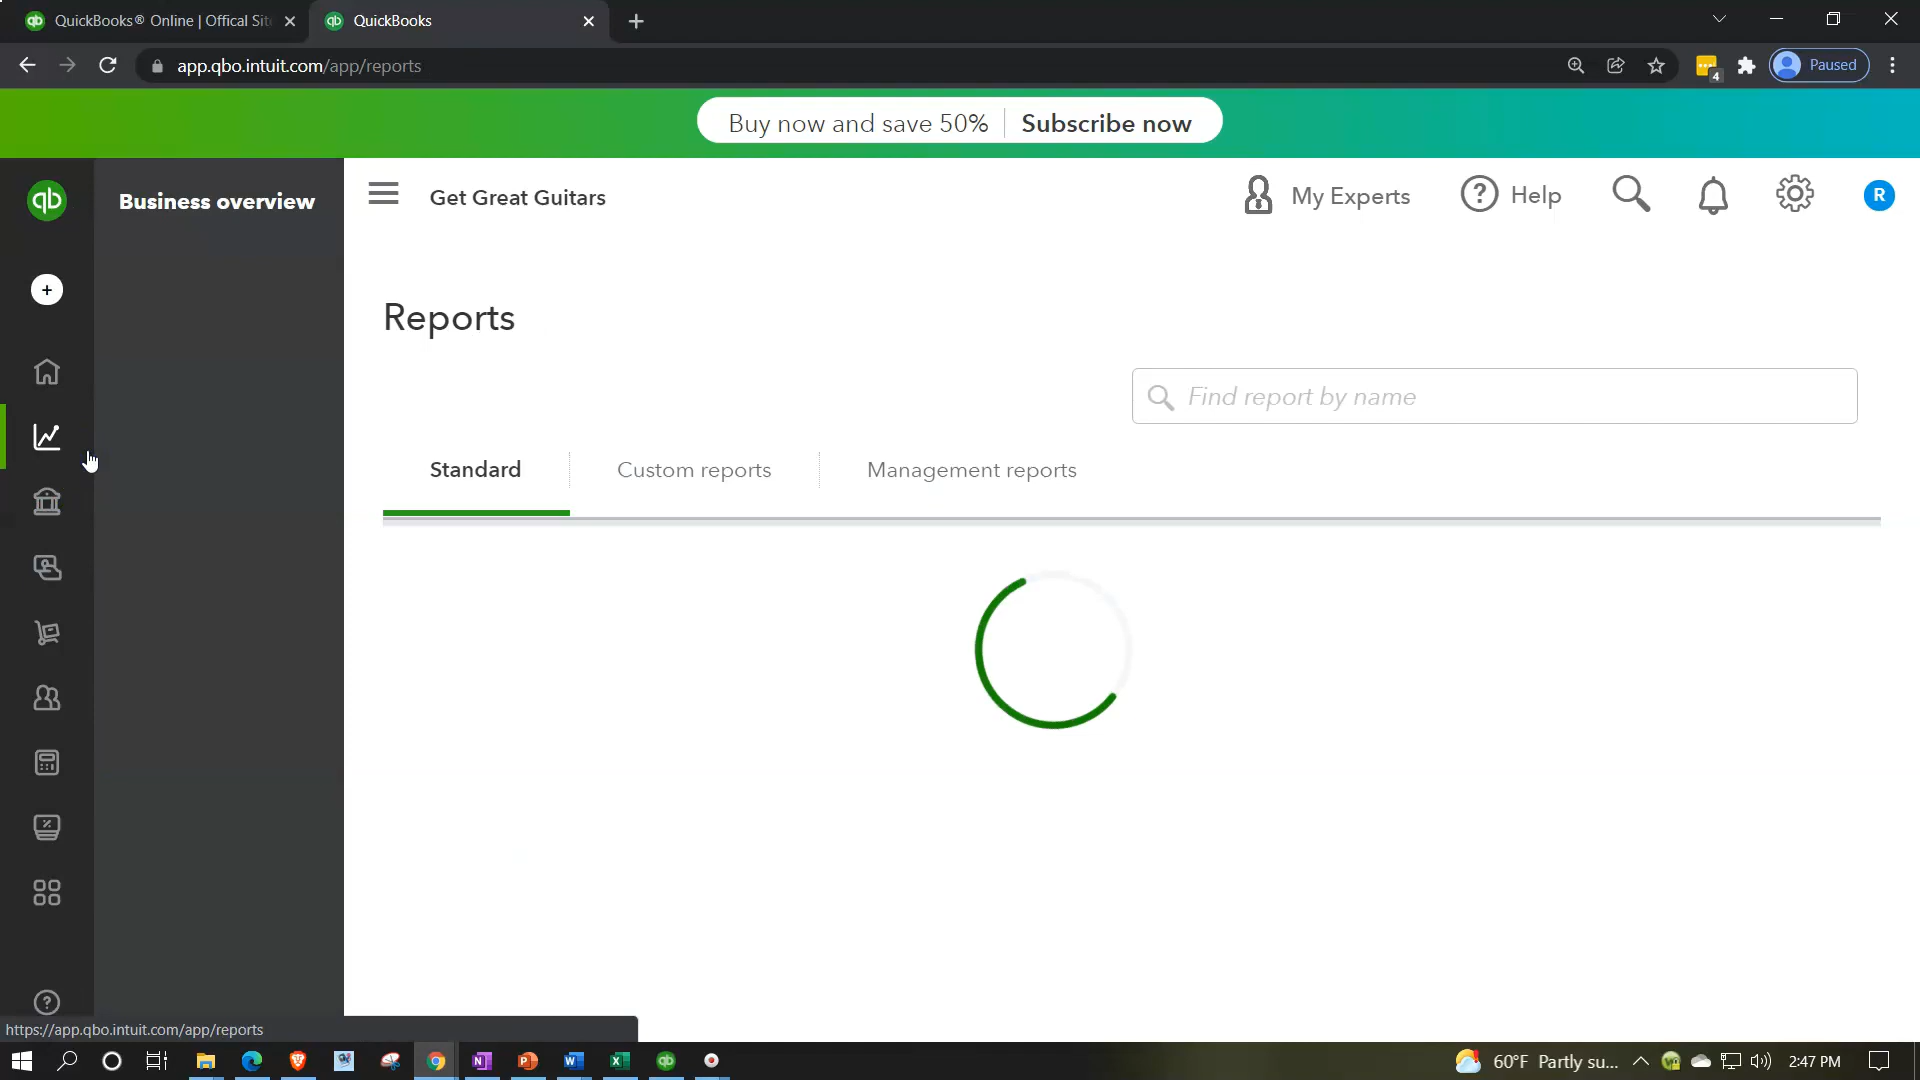 QuickBooks® Online | Offical Sit
QuickBooks
app.qbo.intuit.com/app/reports
4
Paused
Buy now and save 50% Subscribe now
qb
Business overview
Get Great Guitars
My Experts
Help
R
Reports
Find report by name
Standard
Custom reports
Management reports
https://app.qbo.intuit.com/app/reports
60°F Partly su...
2:47 PM